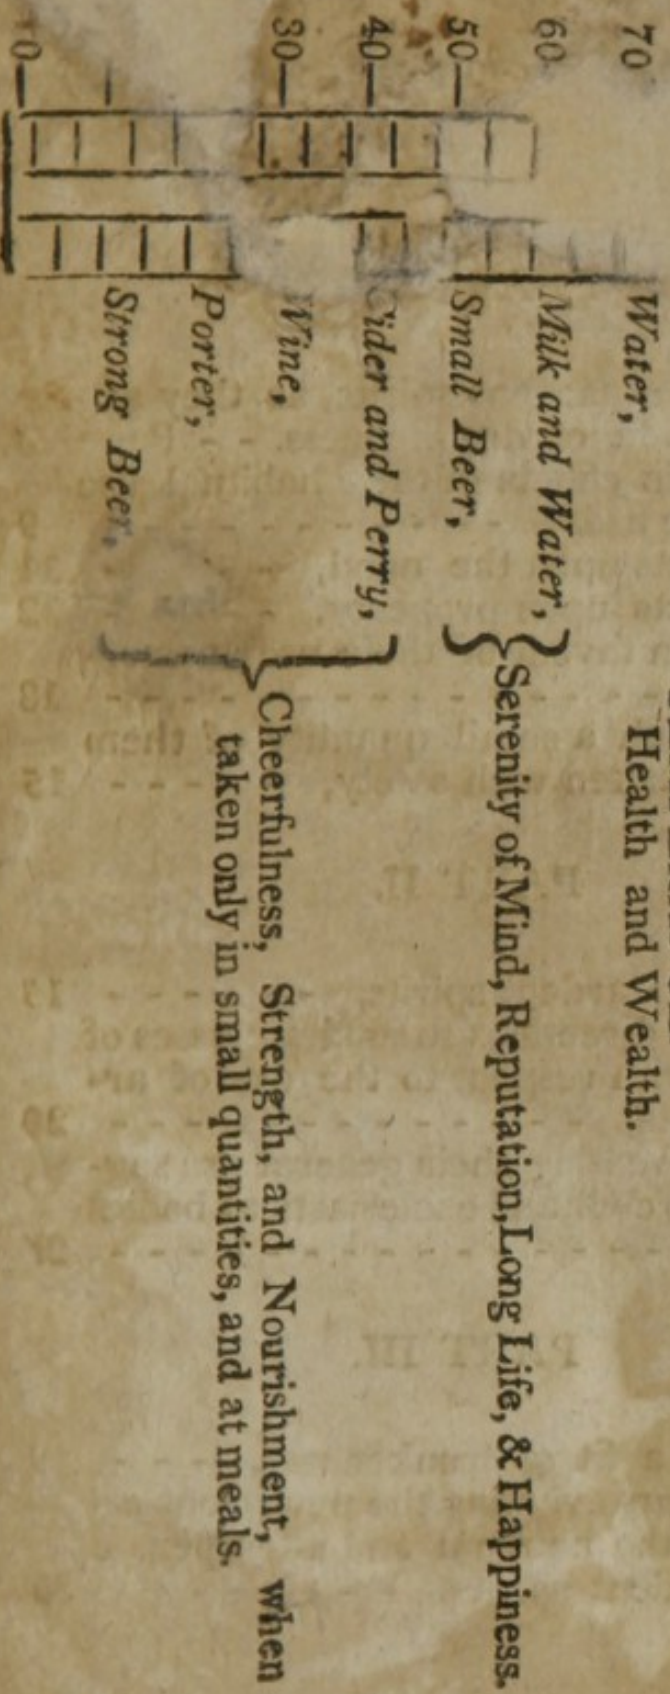 70 Water,
Health and Wealth.
60 Milk and Water,
Serenity of Mind, Reputation, Long Life, & Happiness.
50 Small Beer,
40 Cider and Perry,
30 Wine,
Cheerfulness, Strength, and Nourishment, when
taken only in small quantities, and at meals.
Porter,
Strong Beer,
10